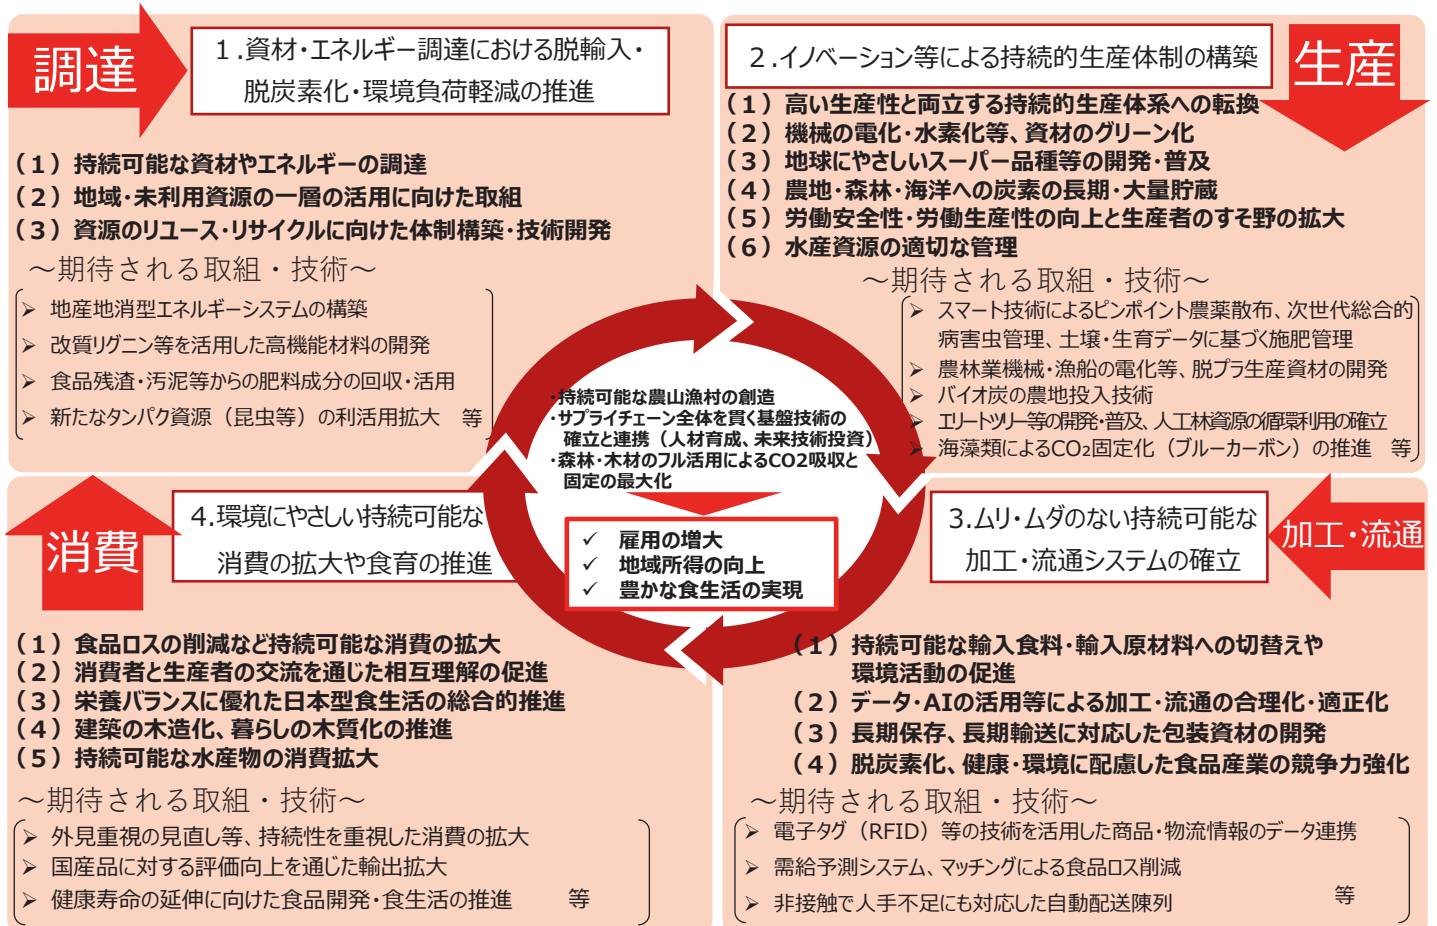 調達
１.資材・エネルギー調達における脱輸入・
脱炭素化・環境負荷軽減の推進
（１）持続可能な資材やエネルギーの調達
（２）地域・未利用資源の一層の活用に向けた取組
（３）資源のリユース・リサイクルに向けた体制構築・技術開発
～期待される取組・技術～
➢ 地産地消型エネルギーシステムの構築
➢ 改質リグニン等を活用した高機能材料の開発
➢ 食品残渣・汚泥等からの肥料成分の回収・活用
➢ 新たなタンパク資源（昆虫等）の利活用拡大　等
生産
２.イノベーション等による持続的生産体制の構築
（１）高い生産性と両立する持続的生産体系への転換
（２）機械の電化・水素化等、資材のグリーン化
（３）地球にやさしいスーパー品種等の開発・普及
（４）農地・森林・海洋への炭素の長期・大量貯蔵
（５）労働安全性・労働生産性の向上と生産者のすそ野の拡大
（６）水産資源の適切な管理
～期待される取組・技術～
➢ スマート技術によるピンポイント農薬散布、次世代総合的
病害虫管理、土壌・生育データに基づく施肥管理
➢ 農林業機械・漁船の電化等、脱プラ生産資材の開発
➢ バイオ炭の農地投入技術
➢ エリートツリー等の開発・普及、人工林資源の循環利用の確立
➢ 海藻類によるCO₂固定化（ブルーカーボン）の推進　等
・持続可能な農山漁村の創造
・サプライチェーン全体を貫く基盤技術の
確立と連携（人材育成、未来技術投資）
・森林・木材のフル活用によるCO2吸収と
固定の最大化
✓ 雇用の増大
✓ 地域所得の向上
✓ 豊かな食生活の実現
消費
4.環境にやさしい持続可能な
消費の拡大や食育の推進
（１）食品ロスの削減など持続可能な消費の拡大
（２）消費者と生産者の交流を通じた相互理解の促進
（３）栄養バランスに優れた日本型食生活の総合的推進
（４）建築の木造化、暮らしの木質化の推進
（５）持続可能な水産物の消費拡大
～期待される取組・技術～
➢ 外見重視の見直し等、持続性を重視した消費の拡大
➢ 国産品に対する評価向上を通じた輸出拡大
➢ 健康寿命の延伸に向けた食品開発・食生活の推進　等
加工・流通
3.ムリ・ムダのない持続可能な
加工・流通システムの確立
（１）持続可能な輸入食料・輸入原材料への切替えや
環境活動の促進
（２）データ・AIの活用等による加工・流通の合理化・適正化
（３）長期保存、長期輸送に対応した包装資材の開発
（４）脱炭素化、健康・環境に配慮した食品産業の競争力強化
～期待される取組・技術～
➢ 電子タグ（RFID）等の技術を活用した商品・物流情報のデータ連携
➢ 需給予測システム、マッチングによる食品ロス削減
➢ 非接触で人手不足にも対応した自動配送陳列　等